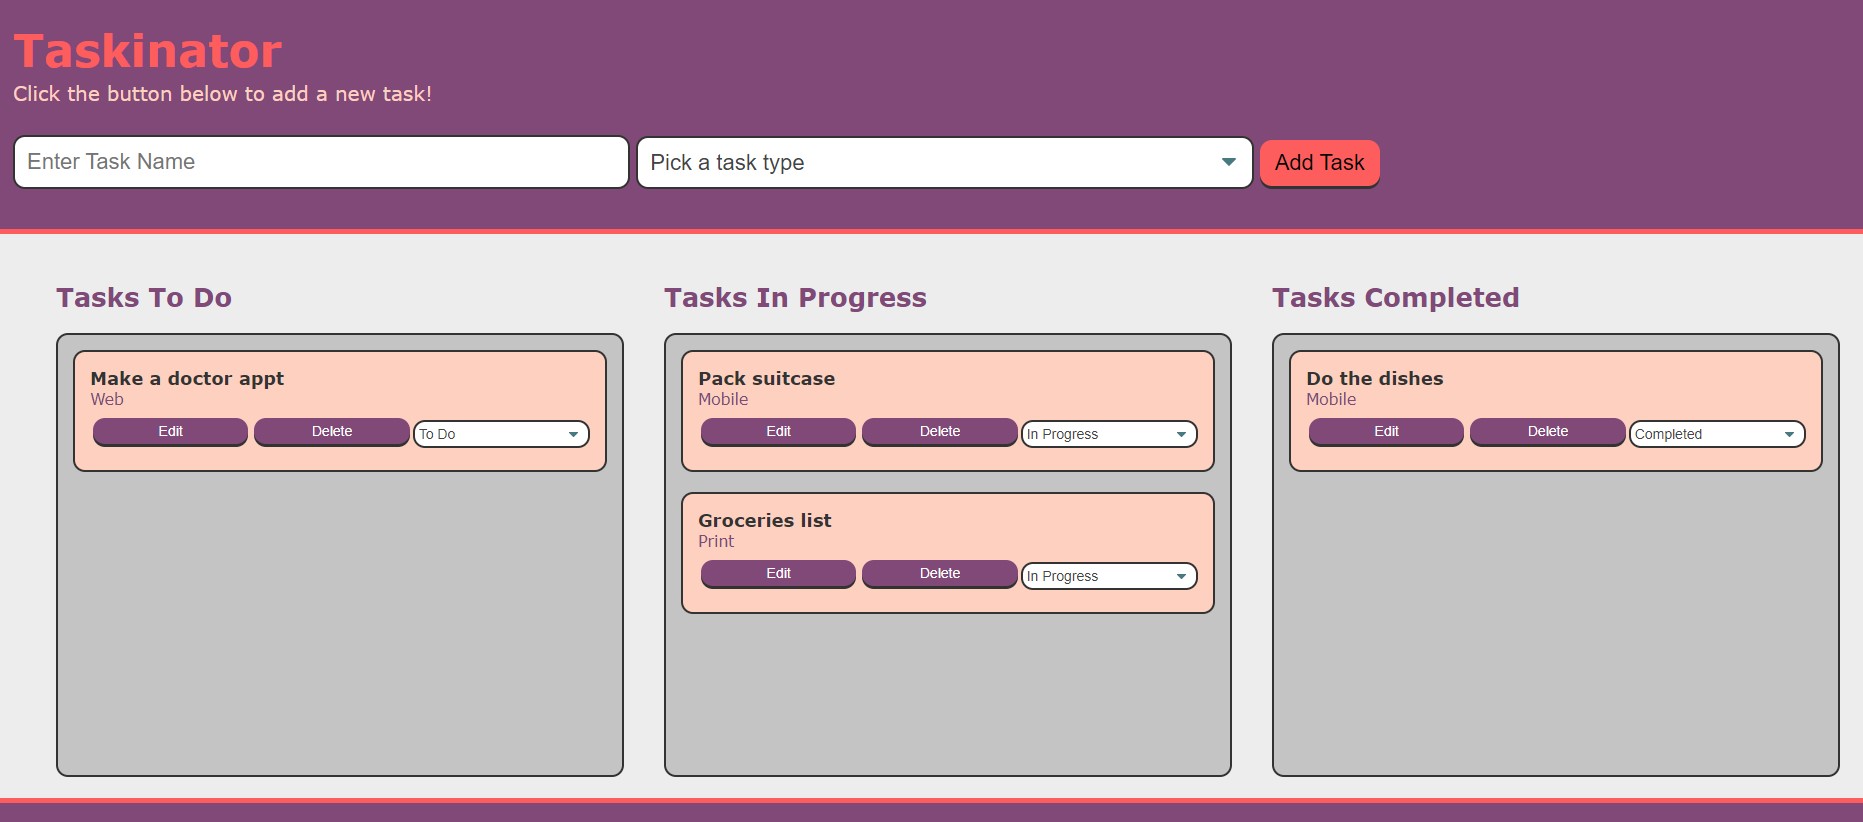 Taskinator
Click the button below to add a new task!
Enter Task Name
Pick a task type
Add Task
Tasks To Do
Make a doctor appt
Web
Edit
Delete
To Do
Tasks In Progress
Pack suitcase
Mobile
Edit
Delete
In Progress
Groceries list
Print
Edit
Delete
In Progress
Tasks Completed
Do the dishes
Mobile
Edit
Delete
Completed